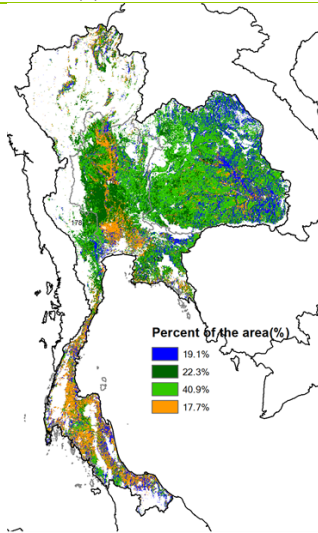 Percent of the area(%)
19.1%
22.3%
40.9%
17.7%